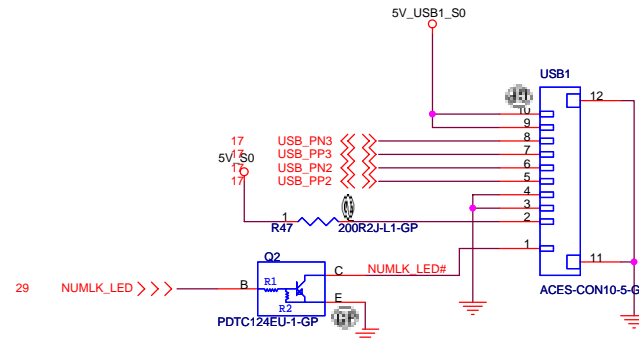 5V_USB1_S0
USB1
12
10
9
17 USB_PN3 8
17 USB_PP3 7
5V_S0
17 USB_PN2 6
17 USB_PP2 5
4
3
1 2
R47 200R2J-L1-GP
1
Q2
C NUMLK_LED#
11
29 NUMLK_LED B R1
E
R2
ACES-CON10-5-G
PDTC124EU-1-GP